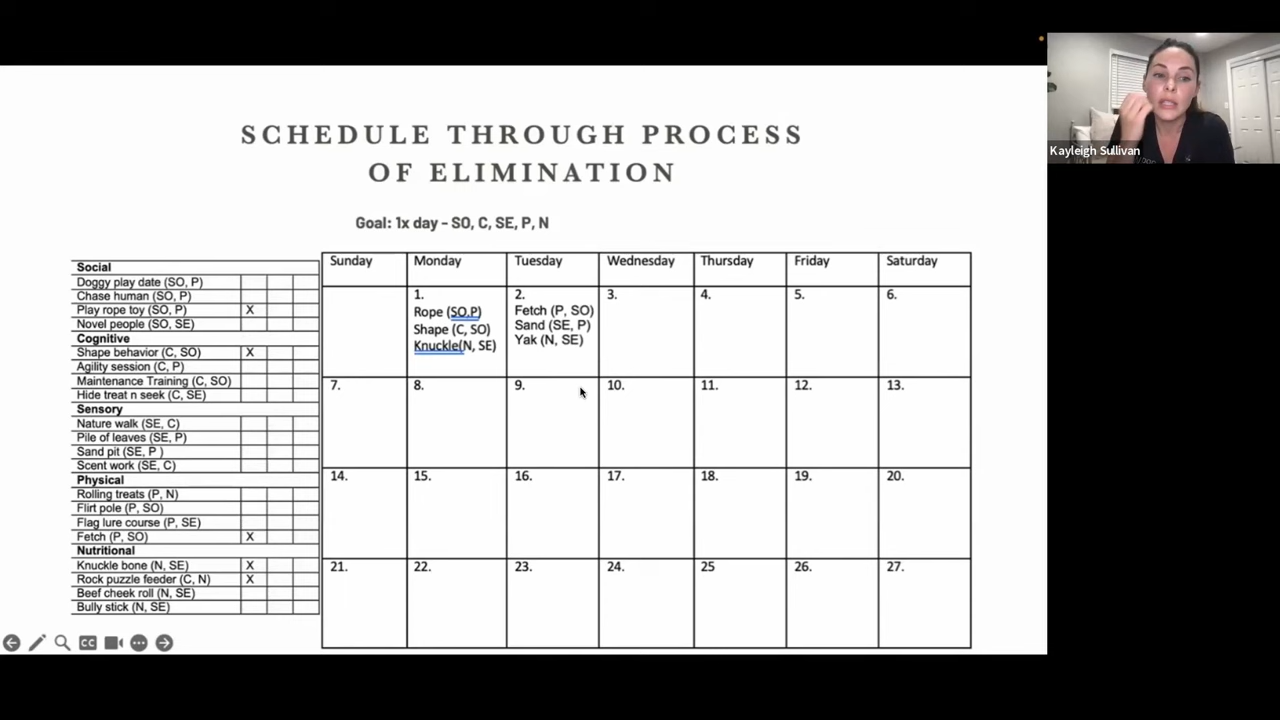 Kayleigh Sullivan
SCHEDULE THROUGH PROCESS
OF ELIMINATION
Goal: 1x day - SO, C, SE, P, N
Social
Doggy play date (SO, P)
Chase human (SO, P)
Play rope toy (SO, P) X
Novel people (SO, SE)
Cognitive
Shape behavior (C, SO) X
Agility session (C, P)
Maintenance Training (C, SO)
Hide treat n seek (C, SE)
Sensory
Nature walk (SE, C)
Pile of leaves (SE, P)
Sand pit (SE, P )
Scent work (SE, C)
Physical
Rolling treats (P, N)
Flirt pole (P, SO)
Flag lure course (P, SE)
Fetch (P, SO) X
Nutritional
Knuckle bone (N, SE) X
Rock puzzle feeder (C, N) X
Beef cheek roll (N, SE)
Bully stick (N, SE)
Sunday Monday Tuesday Wednesday Thursday Friday Saturday
1.
Rope (SO,P)
Shape (C, SO)
Knuckle(N, SE)
2.
Fetch (P, SO)
Sand (SE, P)
Yak (N, SE)
3. 4. 5. 6.
7. 8. 9. 10. 11. 12. 13.
14. 15. 16. 17. 18. 19. 20.
21. 22. 23. 24. 25 26. 27.
CC